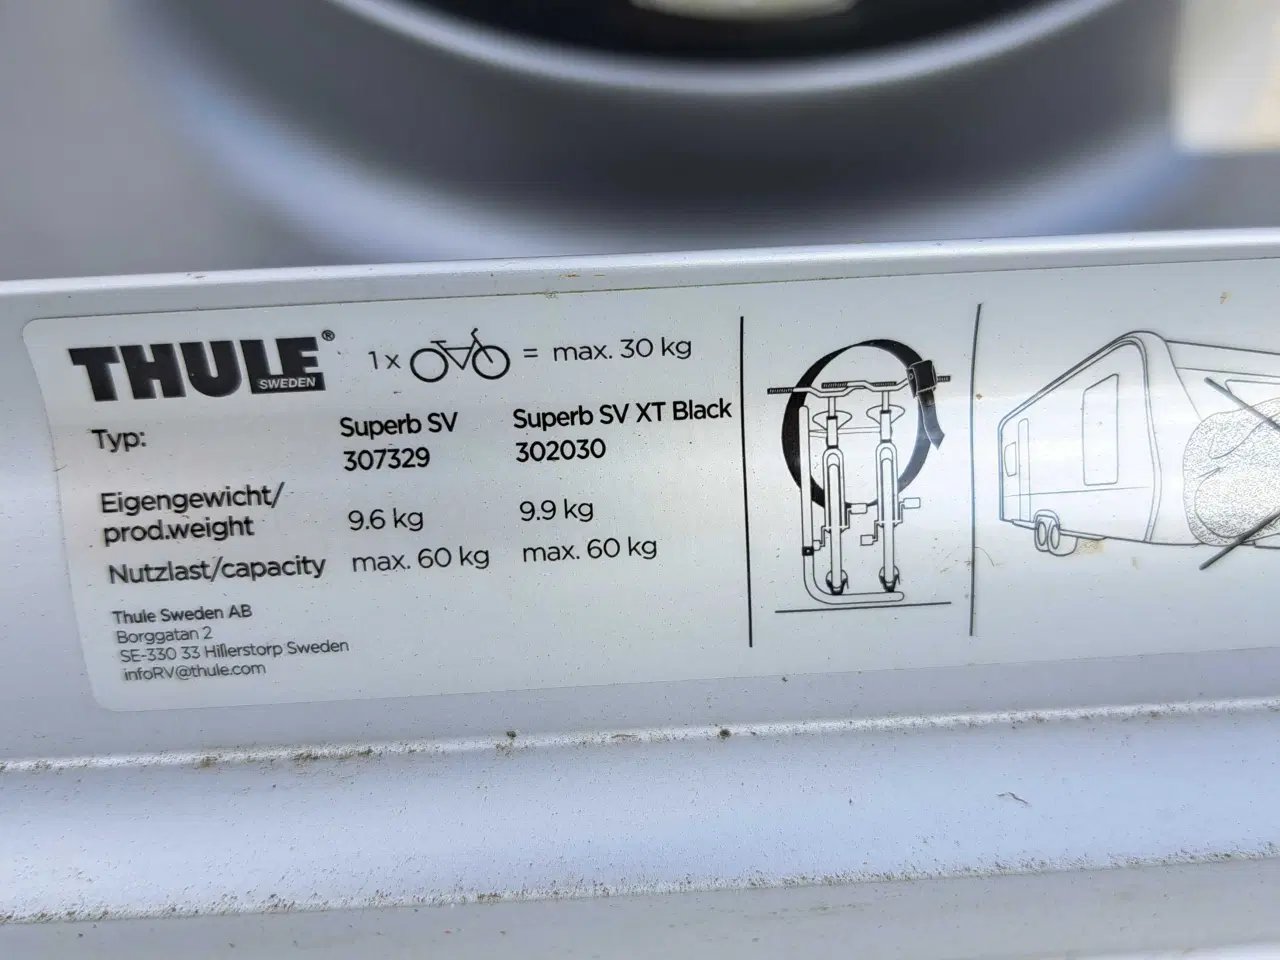 THULE®
SWEDEN
1 x = max. 30 kg
Typ: Superb SV Superb SV XT Black
307329 302030
Eigengewicht/
prod.weight 9.6 kg 9.9 kg
Nutzlast/capacity max. 60 kg max. 60 kg
Thule Sweden AB
Borggatan 2
SE-330 33 Hillerstorp Sweden
infoRV@thule.com